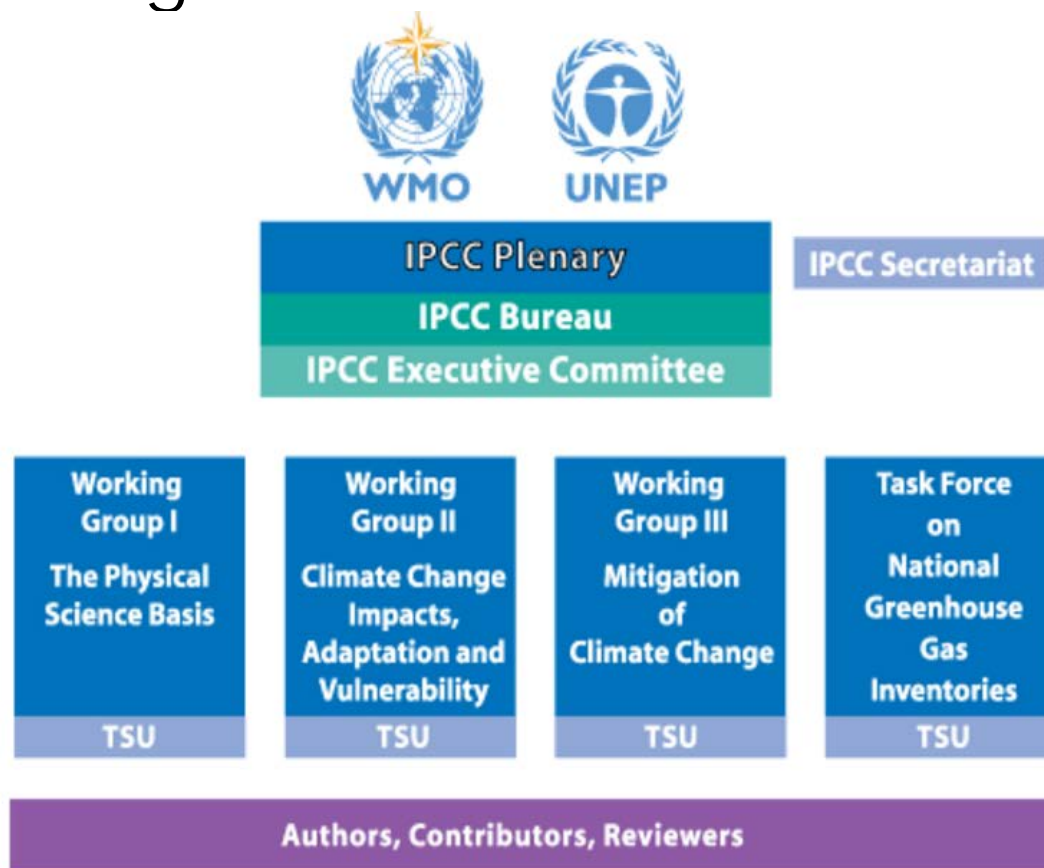 WMO
UNEP
IPCC Plenary
IPCC Secretariat
IPCC Bureau
IPCC Executive Committee
Working
Group I
The Physical
Science Basis
TSU
Working
Group II
Climate Change
Impacts,
Adaptation and
Vulnerability
TSU
Working
Group III
Mitigation
of
Climate Change
TSU
Task Force
on
National
Greenhouse
Gas
Inventories
TSU
Authors, Contributors, Reviewers